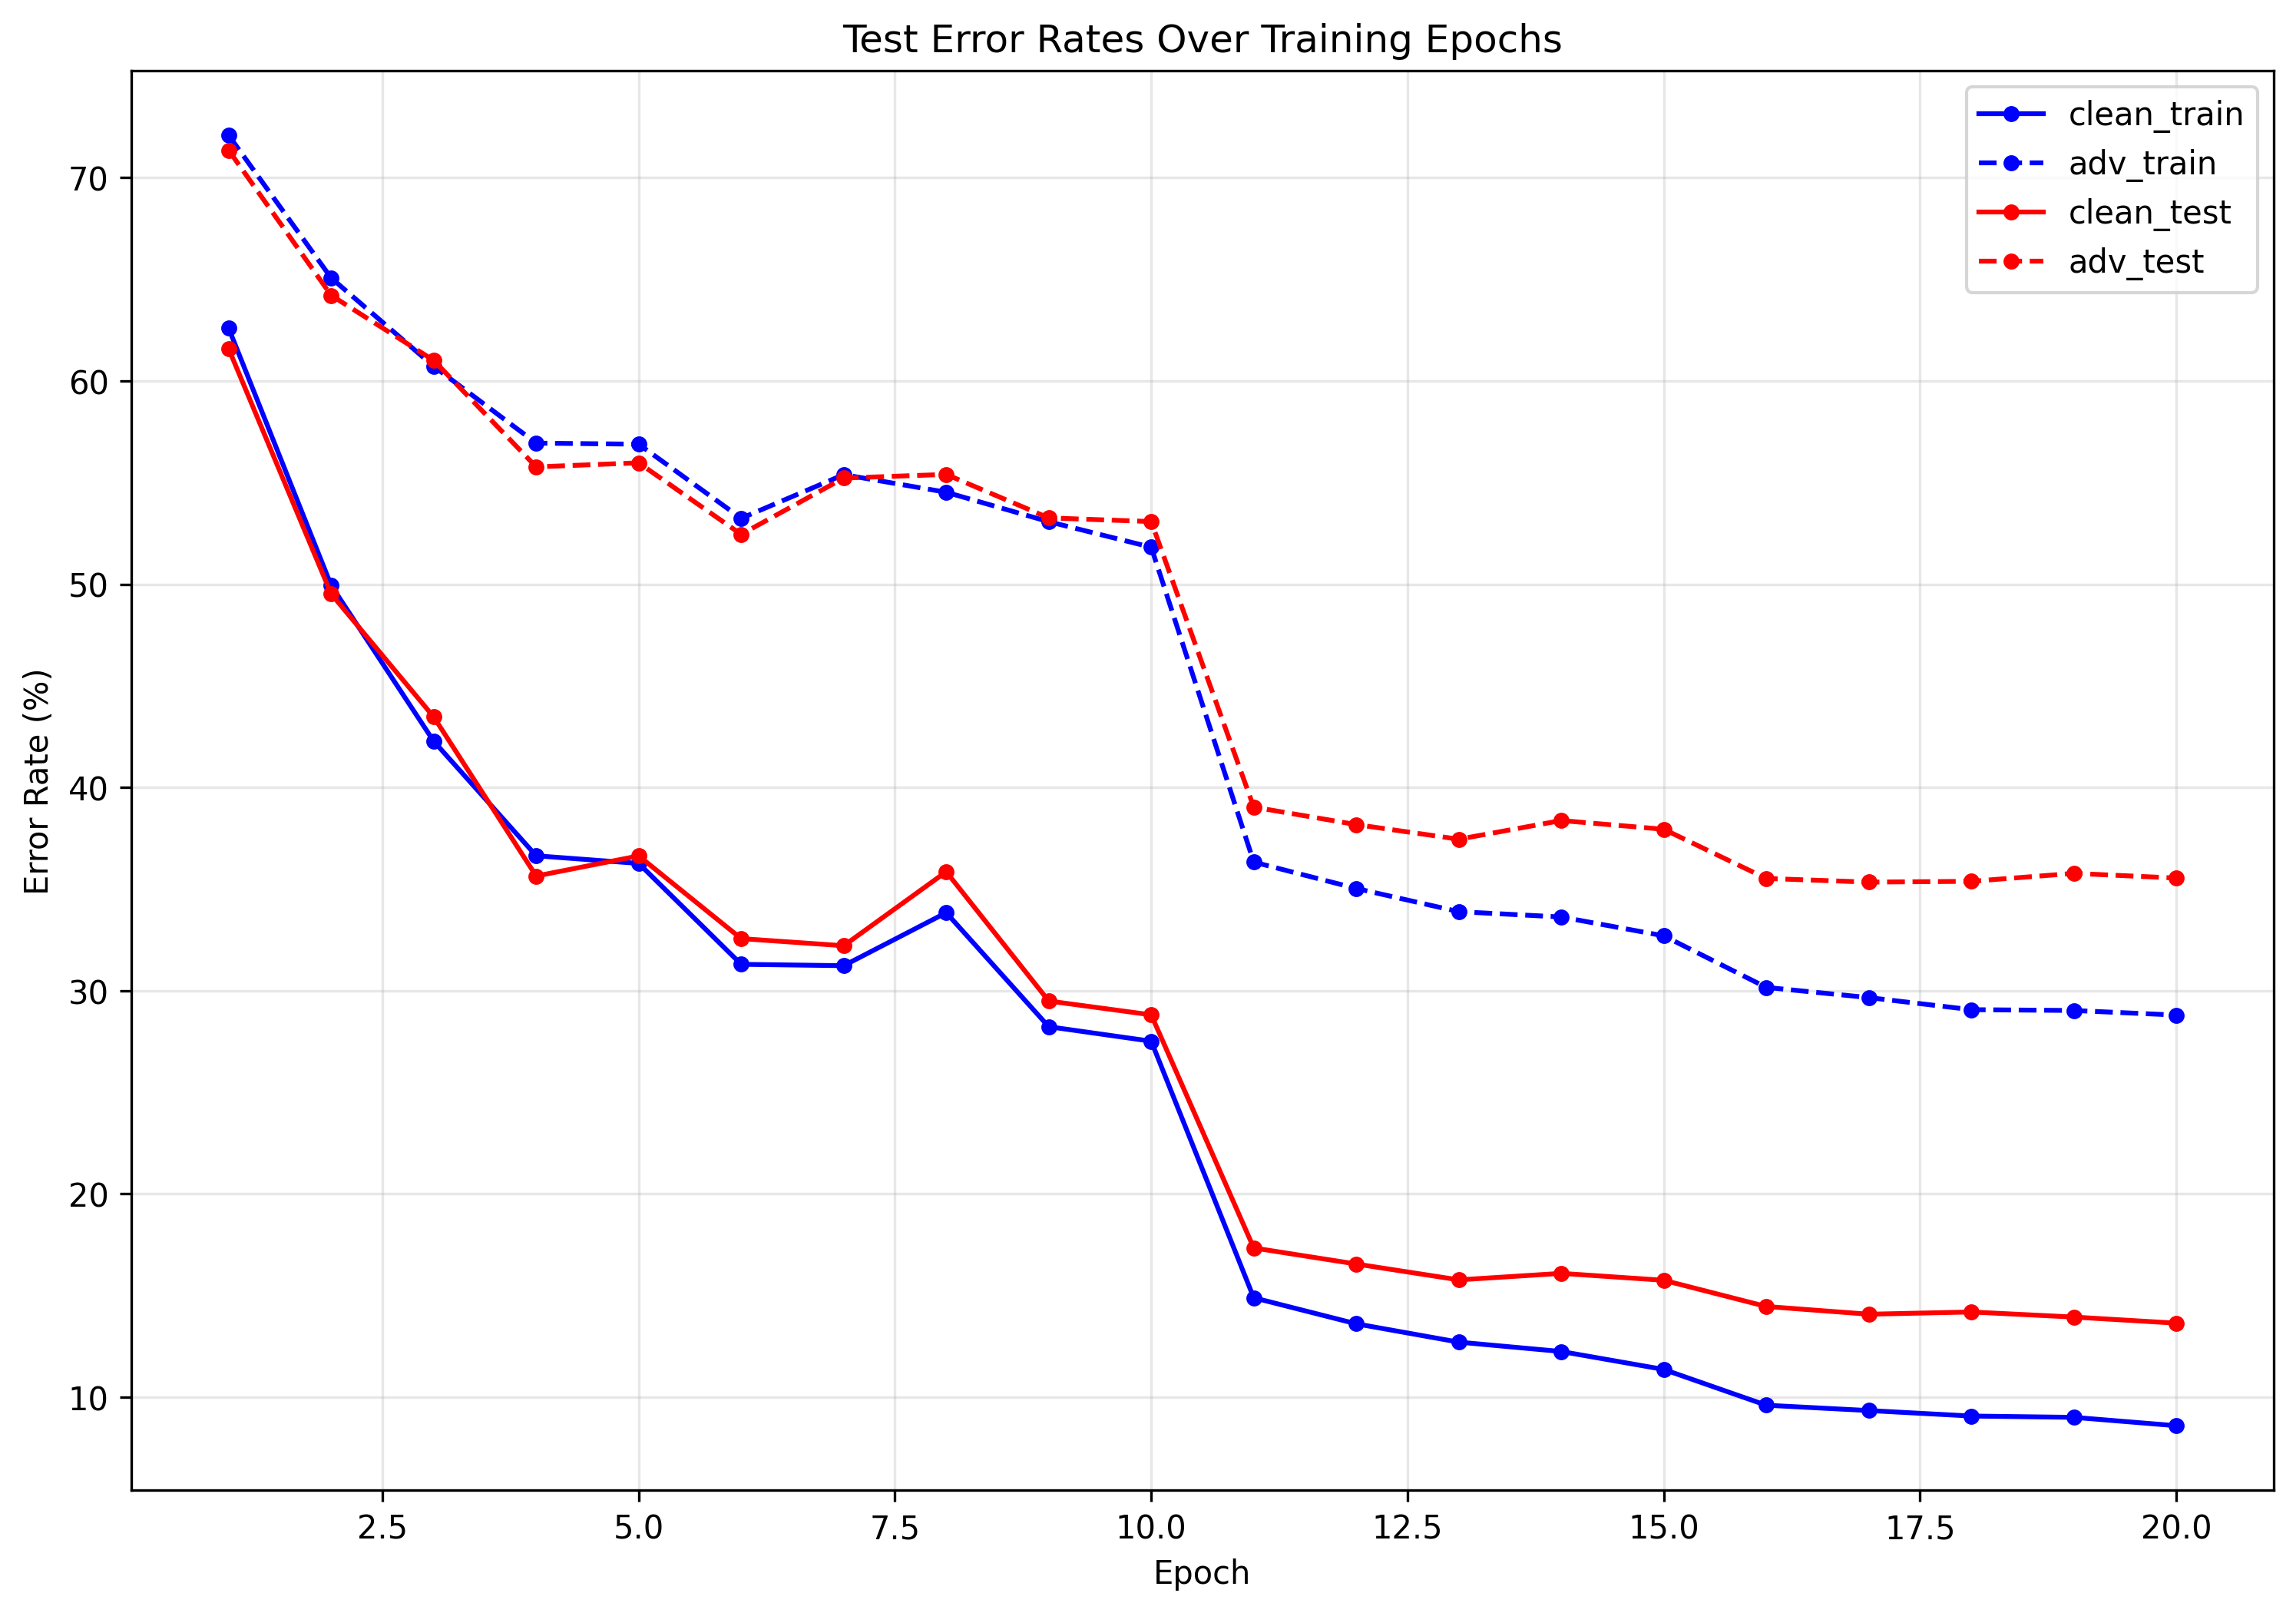 Test Error Rates Over Training Epochs
clean_train
adv_train
clean_test
adv_test
Error Rate (%)
70
60
50
40
30
20
10
2.5 5.0 7.5 10.0 12.5 15.0 17.5 20.0
Epoch